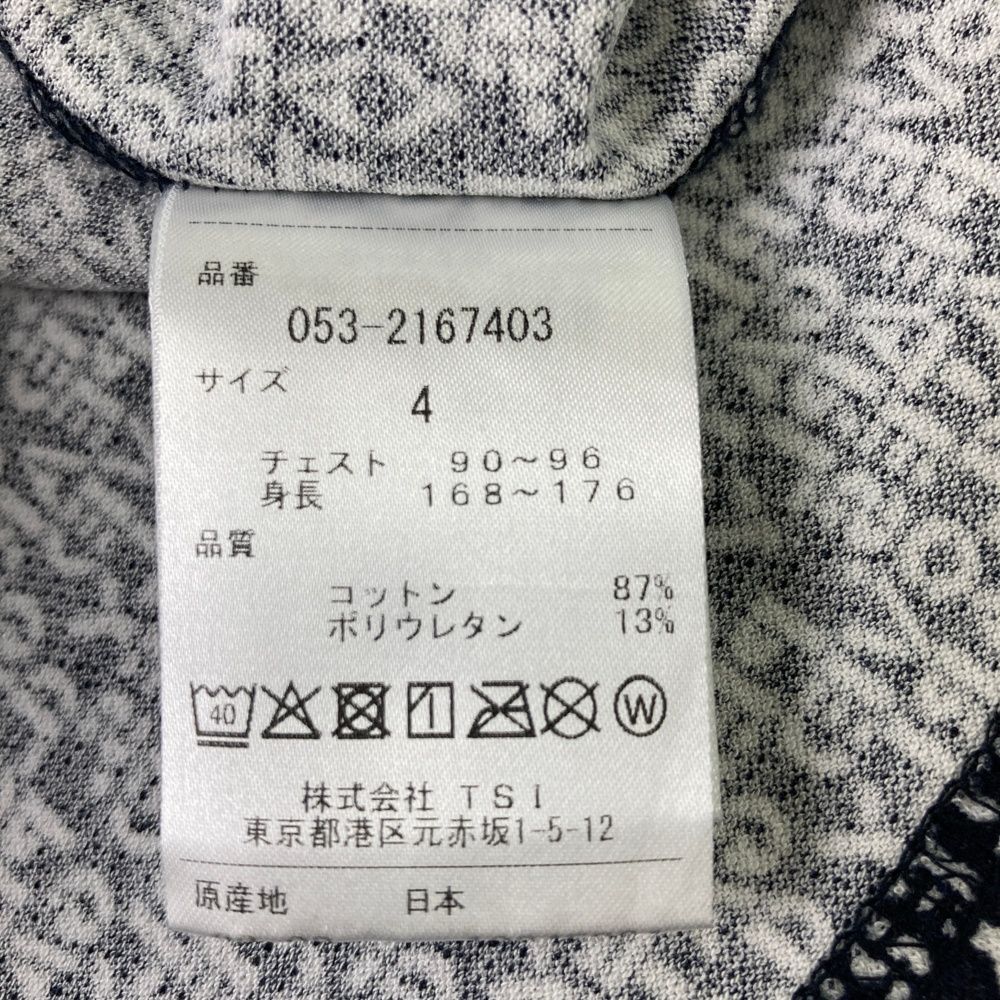 品番
053-2167403
サイズ
4
チェスト 90～96
身長 168～176
品質
コットン 87%
ポリウレタン 13%
40 W
株式会社 TSI
東京都港区元赤坂1-5-12
原産地 日本